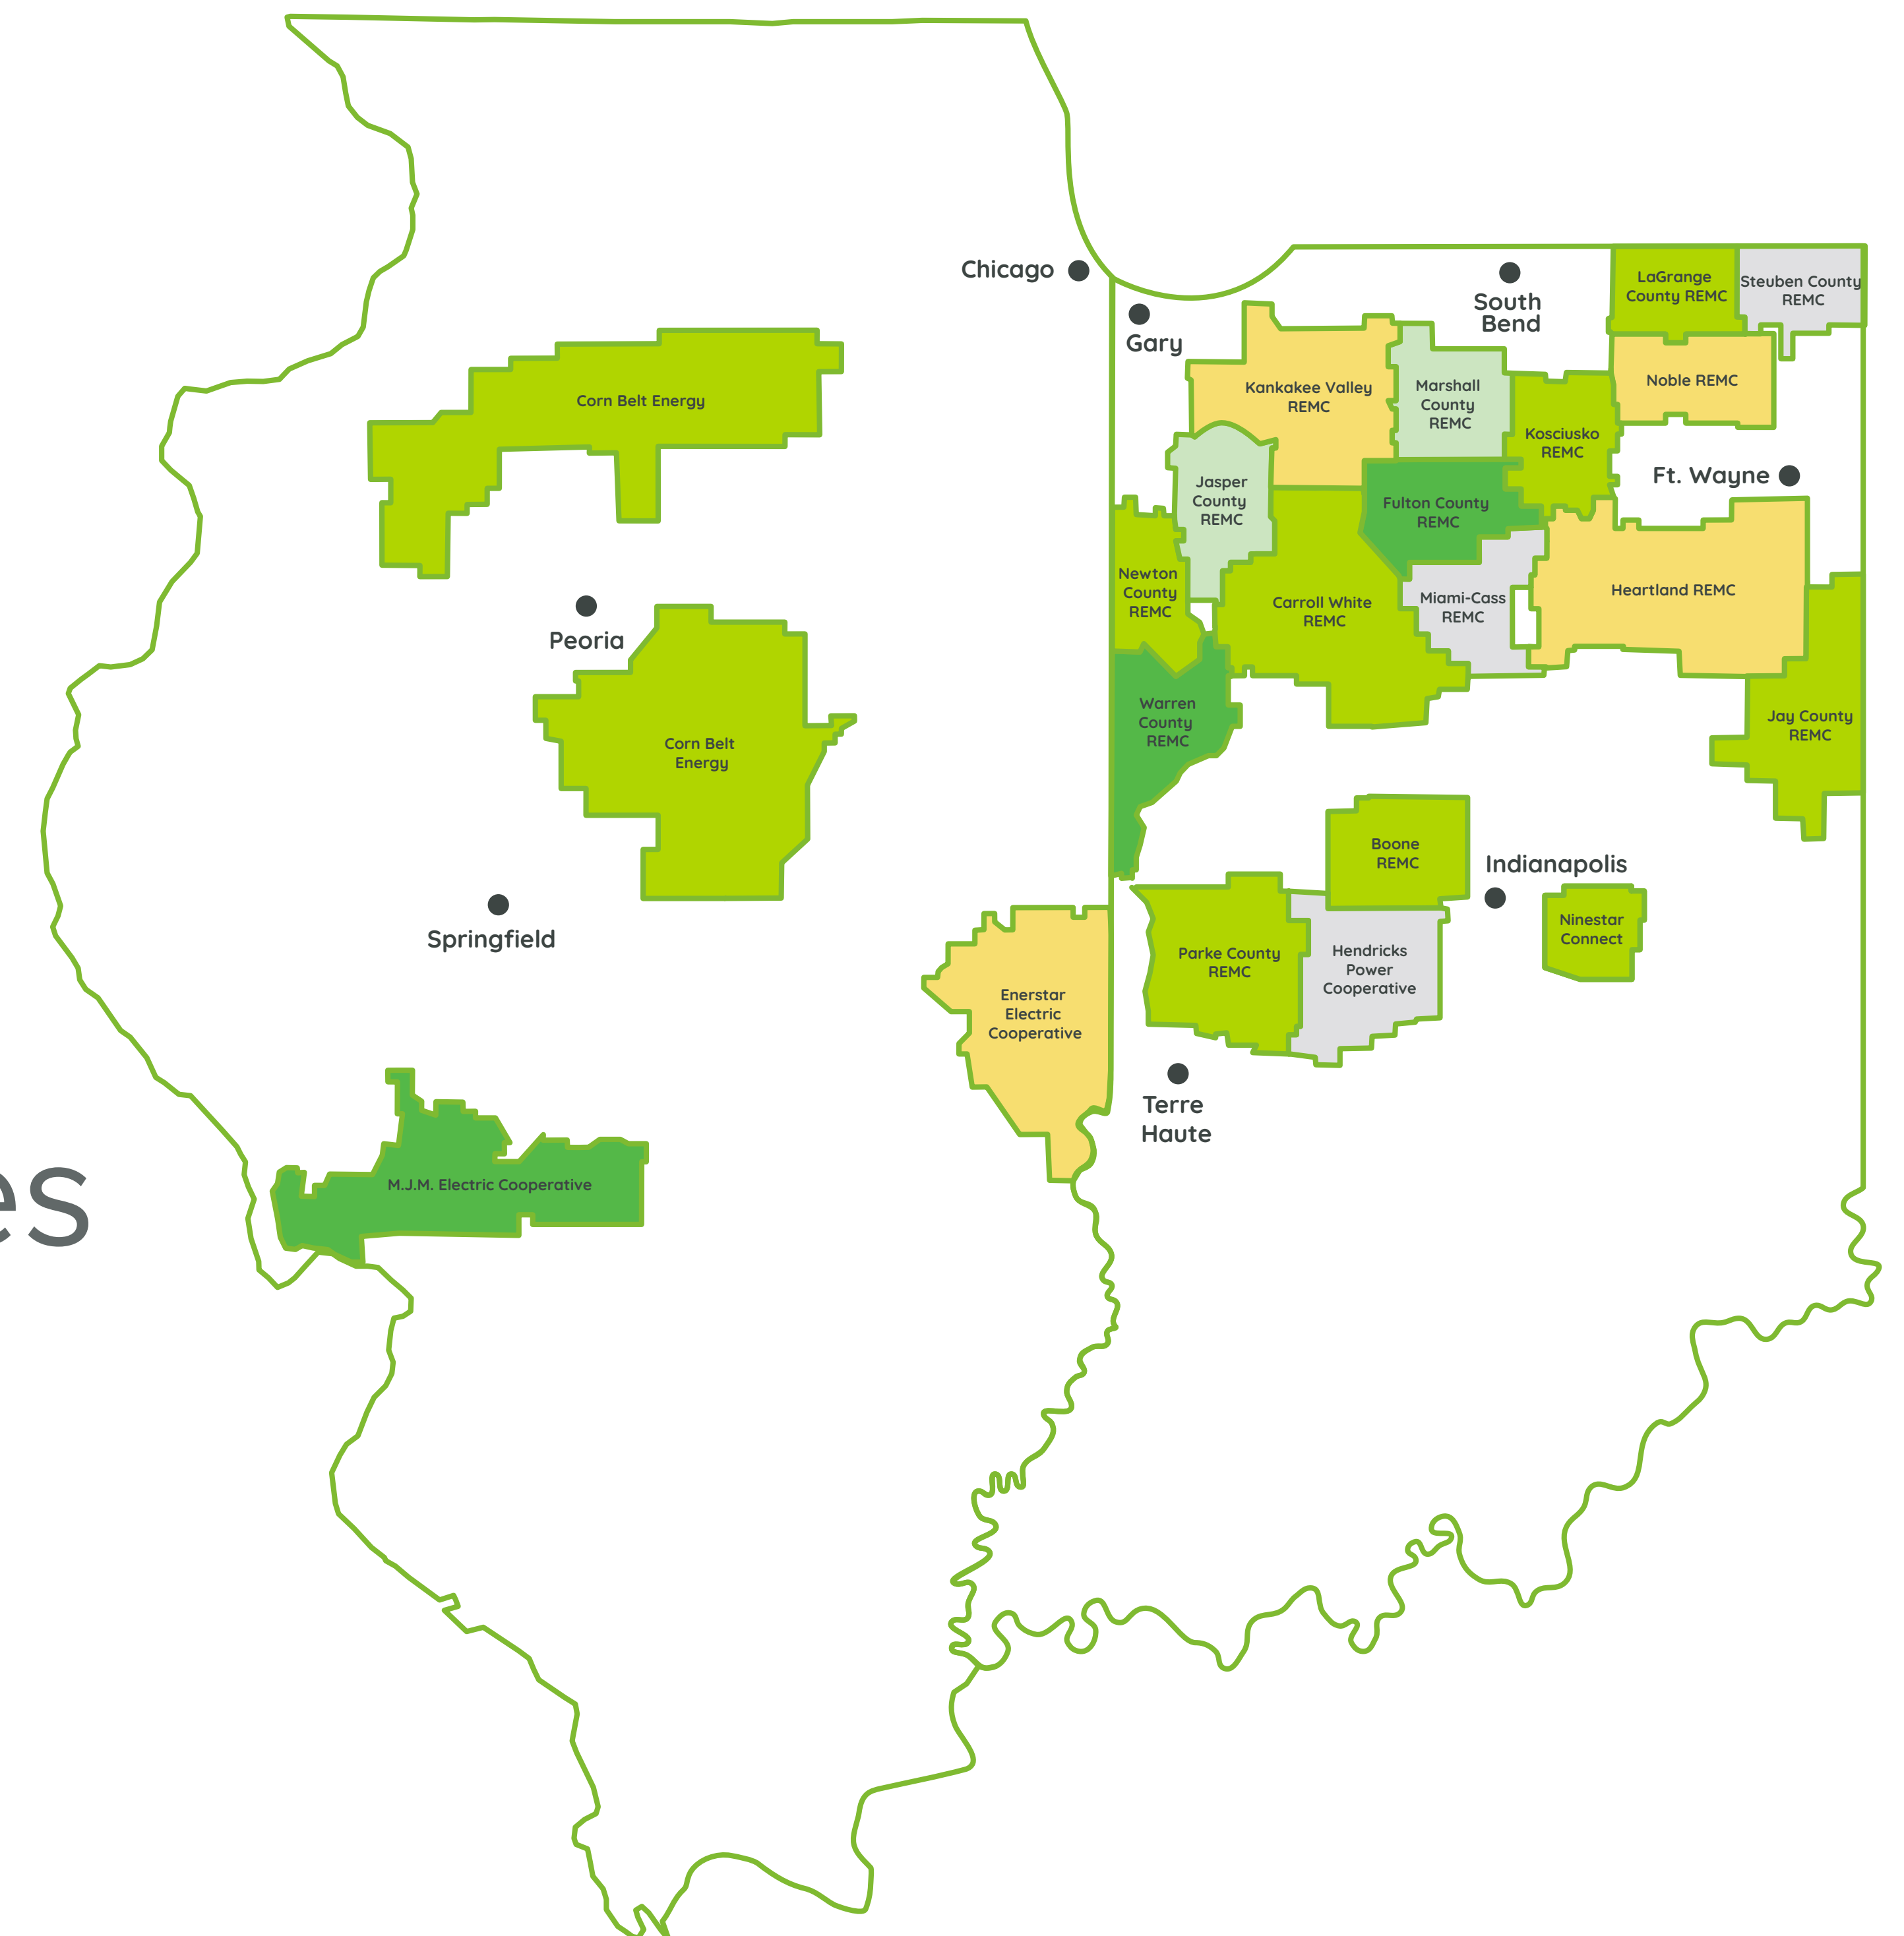 Chicago
Gary
South
Bend
LaGrange
County REMC
Steuben County
REMC
Kankakee Valley
REMC
Marshall
County
REMC
Noble REMC
Corn Belt Energy
Kosciusko
REMC
Ft. Wayne
Jasper
County
REMC
Fulton County
REMC
Newton
County
REMC
Carroll White
REMC
Miami-Cass
REMC
Heartland REMC
Peoria
Corn Belt
Energy
Warren
County
REMC
Jay County
REMC
Boone
REMC
Indianapolis
Springfield
Ninestar
Connect
Parke County
REMC
Hendricks
Power
Cooperative
Enerstar
Electric
Cooperative
Terre
Haute
M.J.M. Electric Cooperative
es